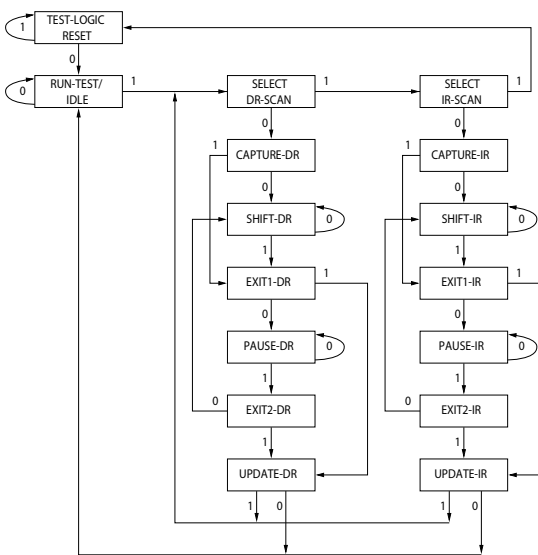 TEST-LOGIC
RESET
1
0
RUN-TEST/
IDLE
0
1
SELECT
DR-SCAN
1
SELECT
IR-SCAN
1
0
0
1
CAPTURE-DR
1
CAPTURE-IR
0
0
SHIFT-DR
0
SHIFT-IR
0
1
1
EXIT1-DR
1
EXIT1-IR
1
0
0
PAUSE-DR
0
PAUSE-IR
0
1
1
0
EXIT2-DR
0
EXIT2-IR
1
1
UPDATE-DR
UPDATE-IR
1
0
1
0